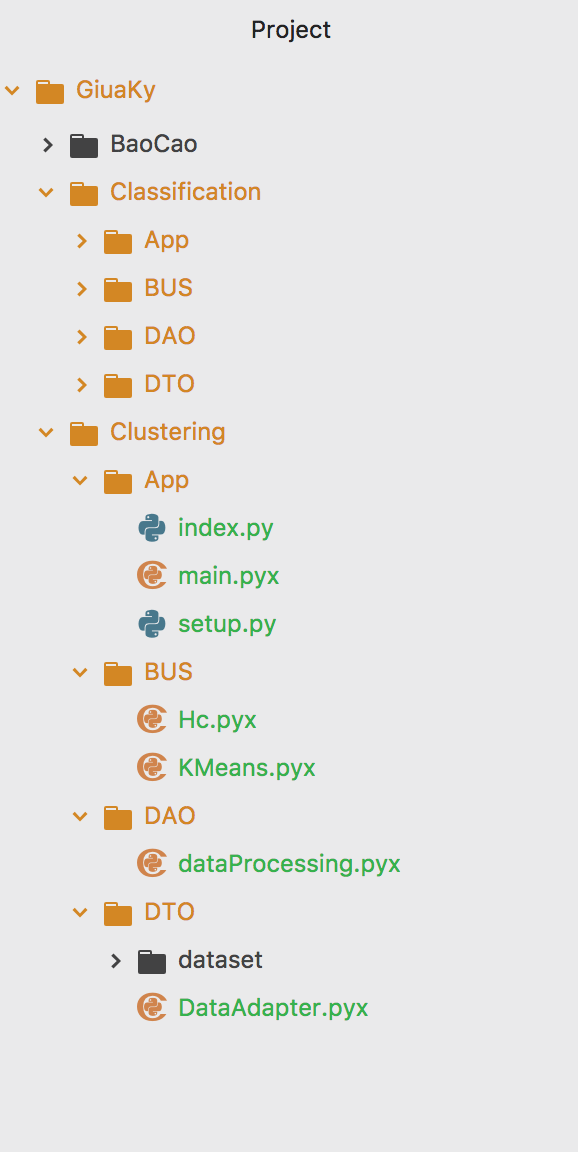 Project
GiuaKy
BaoCao
Classification
App
BUS
DAO
DTO
Clustering
App
index.py
main.pyx
setup.py
BUS
Hc.pyx
KMeans.pyx
DAO
dataProcessing.pyx
DTO
dataset
DataAdapter.pyx